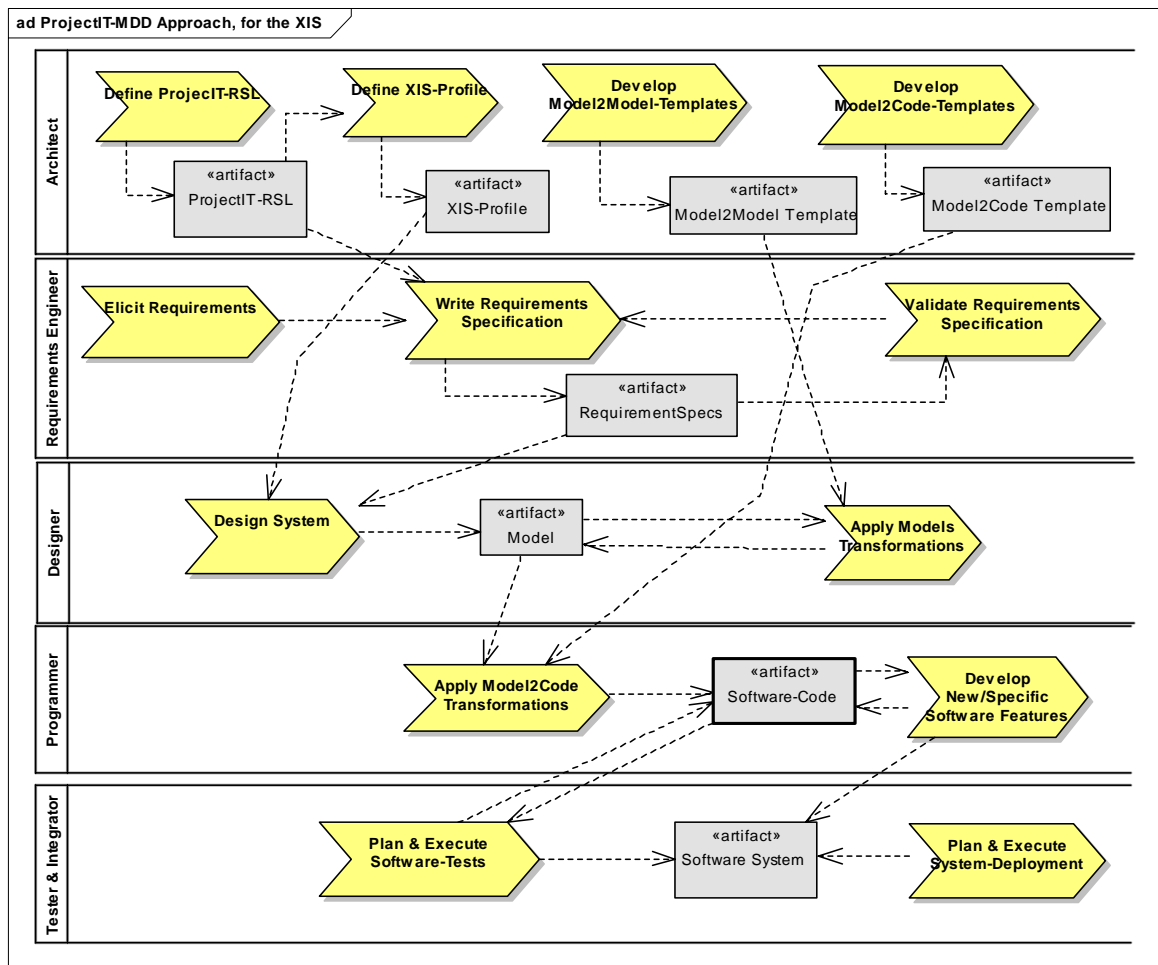 ad ProjectIT-MDD Approach, for the XIS
Architect
Define ProjecIT-RSL
Define XIS-Profile
Develop
Model2Model-Templates
Develop
Model2Code-Templates
«artifact»
ProjectIT-RSL
«artifact»
XIS-Profile
«artifact»
Model2Model Template
«artifact»
Model2Code Template
Requirements Engineer
Elicit Requirements
Write Requirements
Specification
Validate Requirements
Specification
«artifact»
RequirementSpecs
Designer
Design System
«artifact»
Model
Apply Models
Transformations
Programmer
Apply Model2Code
Transformations
«artifact»
Software-Code
Develop
New/Specific
Software Features
Tester & Integrator
Plan & Execute
Software-Tests
«artifact»
Software System
Plan & Execute
System-Deployment